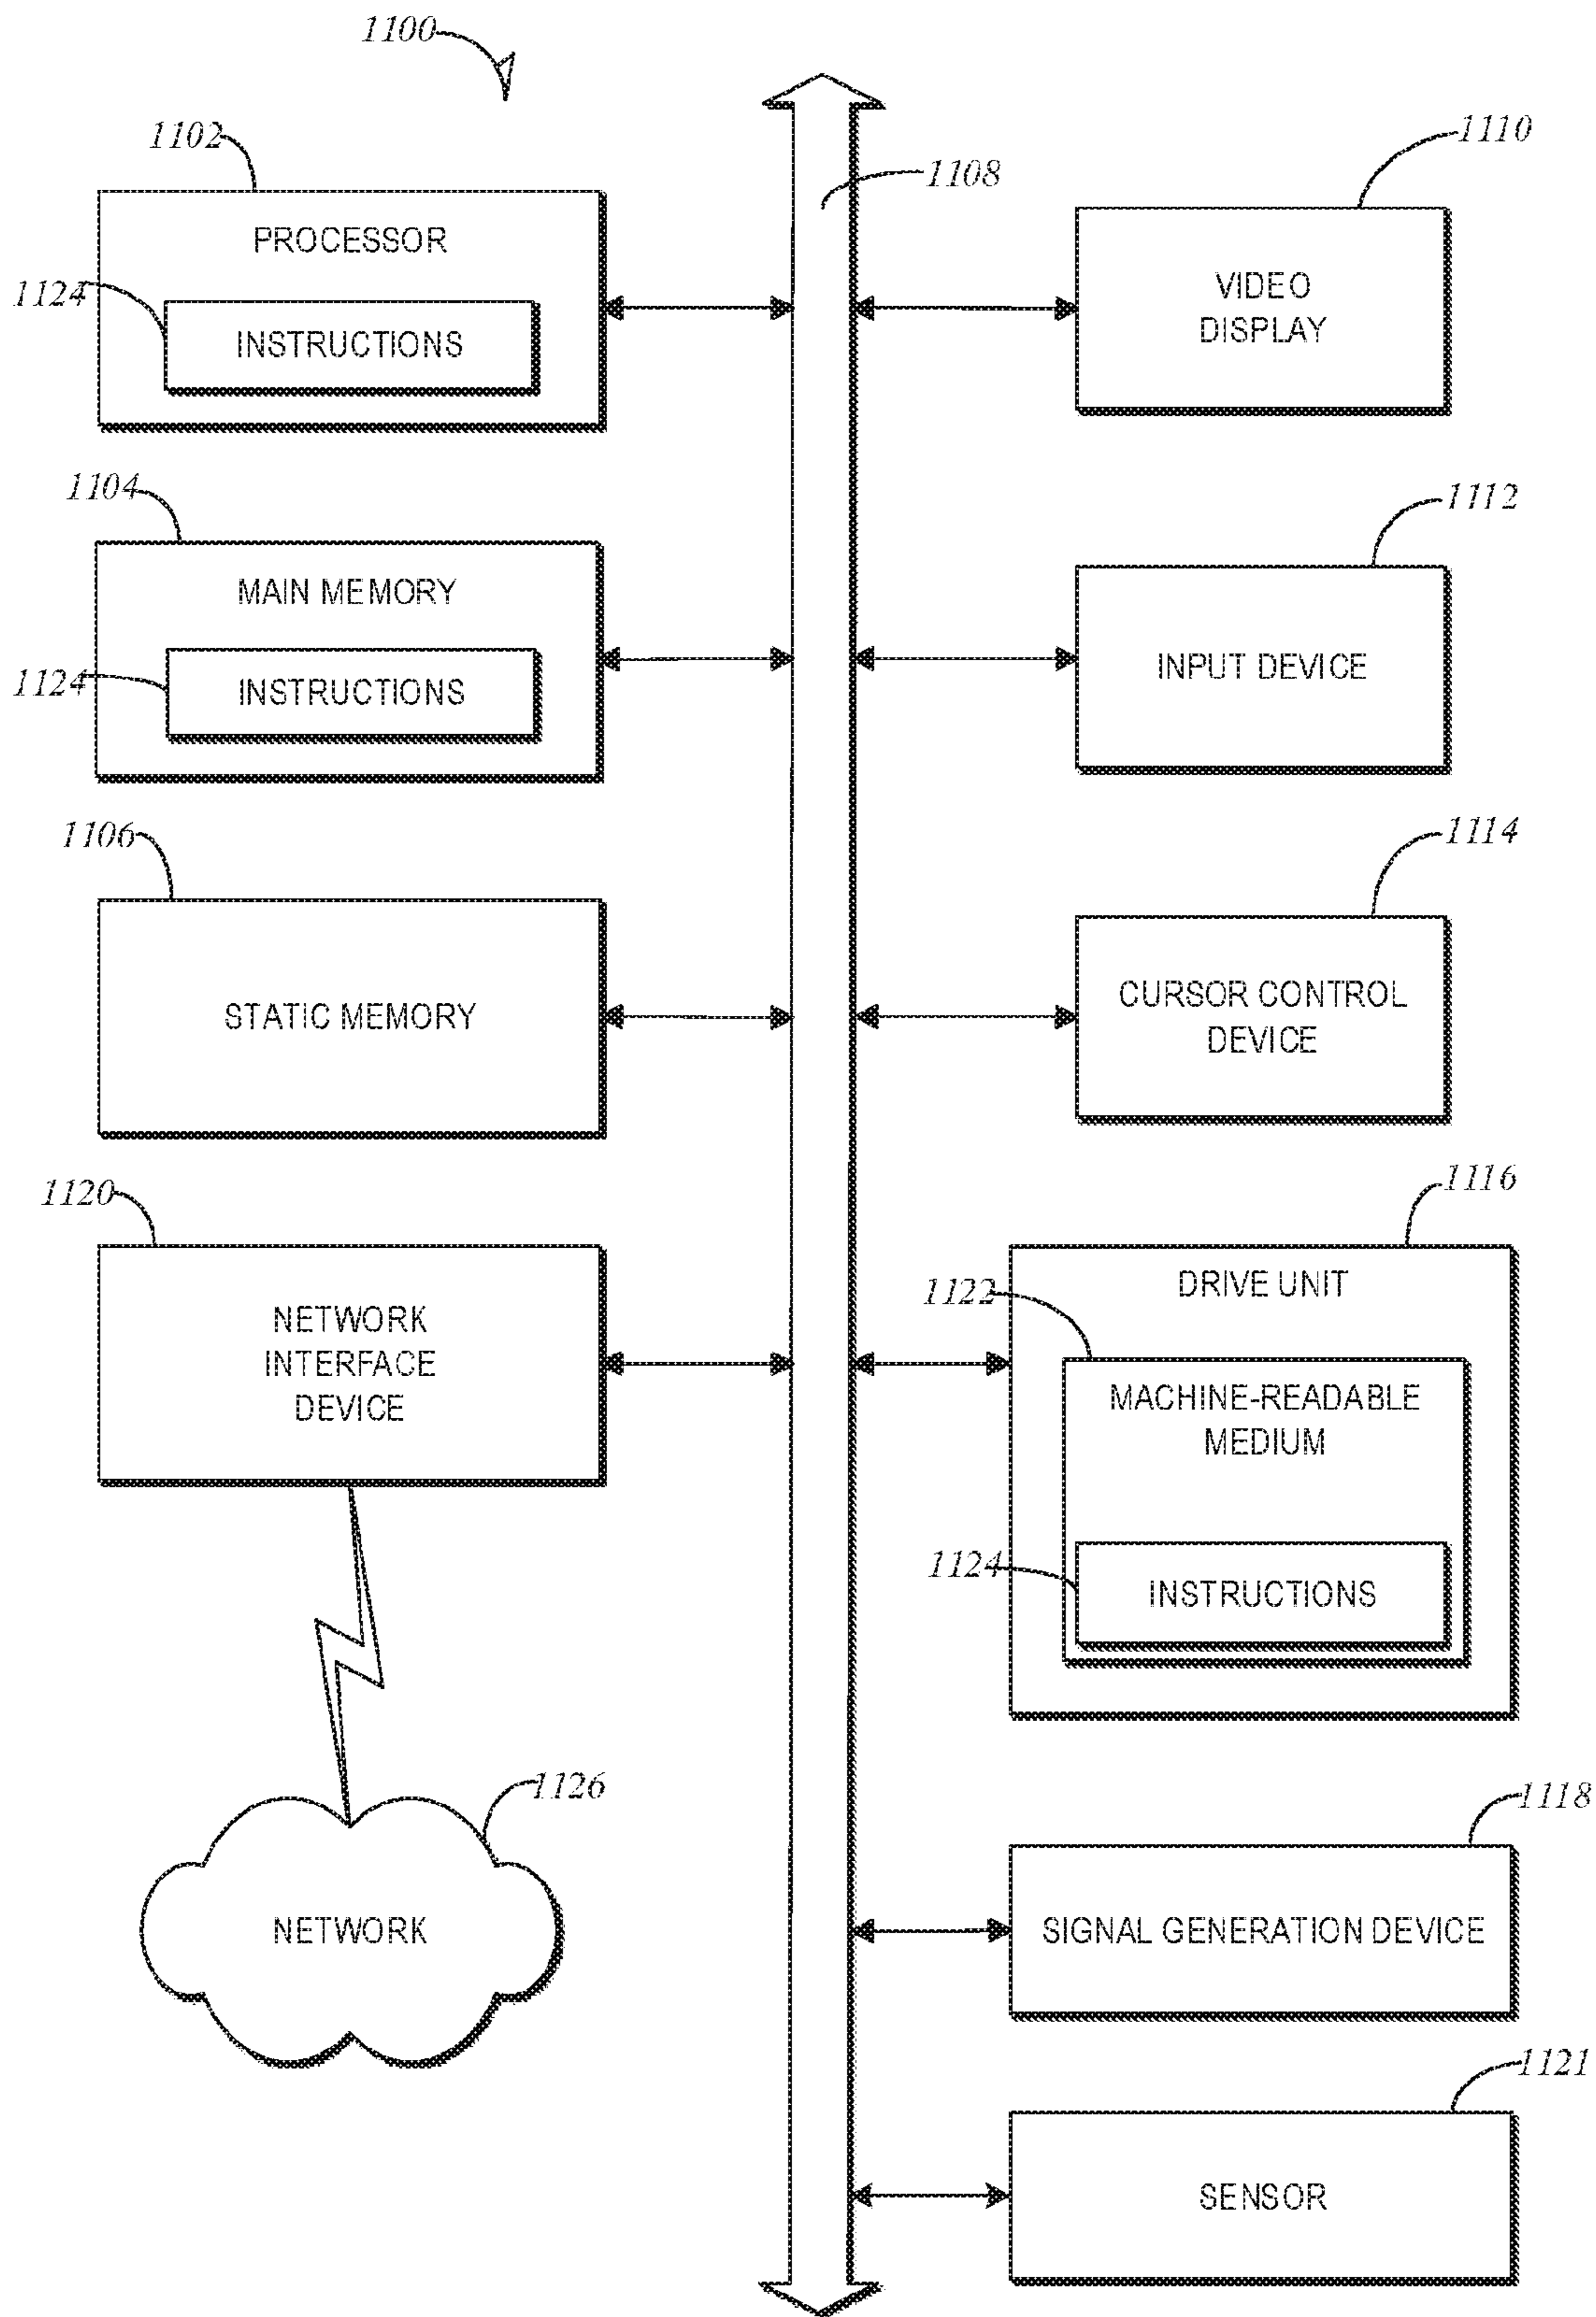 1100
1102
PROCESSOR
1124
INSTRUCTIONS
1104
MAIN MEMORY
1124
INSTRUCTIONS
1106
STATIC MEMORY
1120
NETWORK
INTERFACE
DEVICE
1126
NETWORK
1108
1110
VIDEO
DISPLAY
1112
INPUT DEVICE
1114
CURSOR CONTROL
DEVICE
1116
DRIVE UNIT
1122
MACHINE-READABLE
MEDIUM
1124
INSTRUCTIONS
1118
SIGNAL GENERATION DEVICE
1121
SENSOR